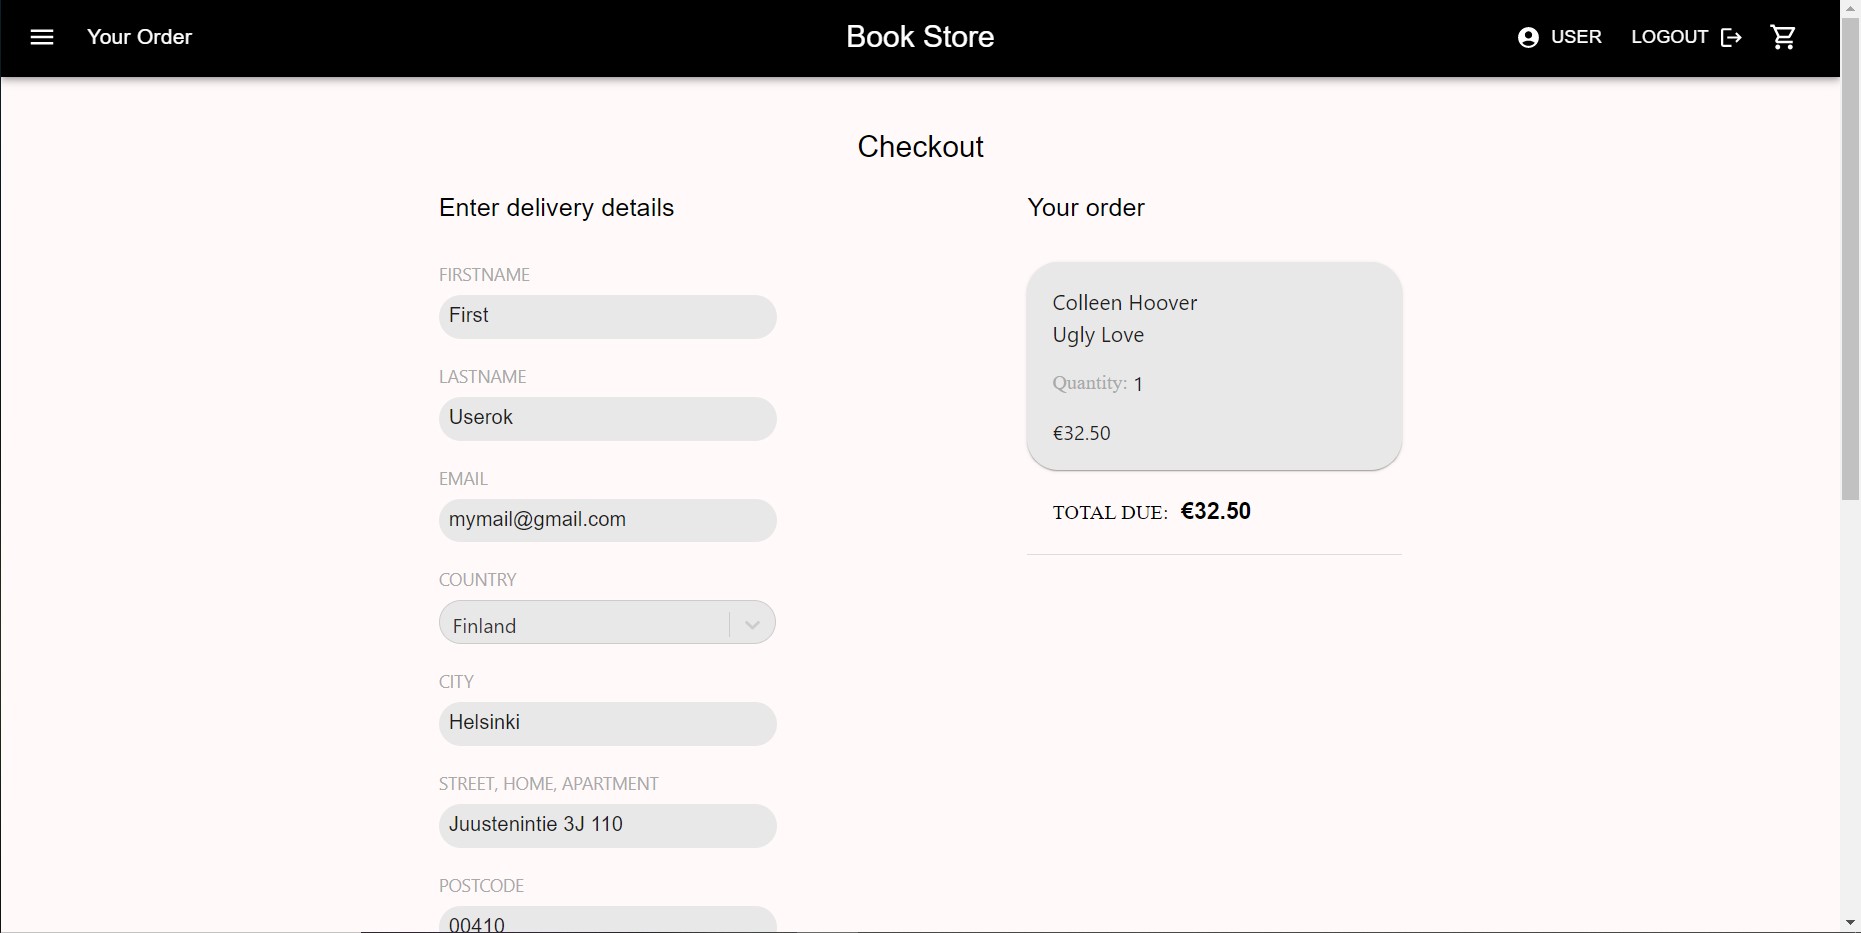 Your Order
Book Store
USER
LOGOUT
Checkout
Enter delivery details
FIRSTNAME
First
LASTNAME
Userok
EMAIL
mymail@gmail.com
COUNTRY
Finland
CITY
Helsinki
STREET, HOME, APARTMENT
Juustenintie 3J 110
POSTCODE
00410
Your order
Colleen Hoover
Ugly Love
Quantity: 1
€32.50
TOTAL DUE: €32.50